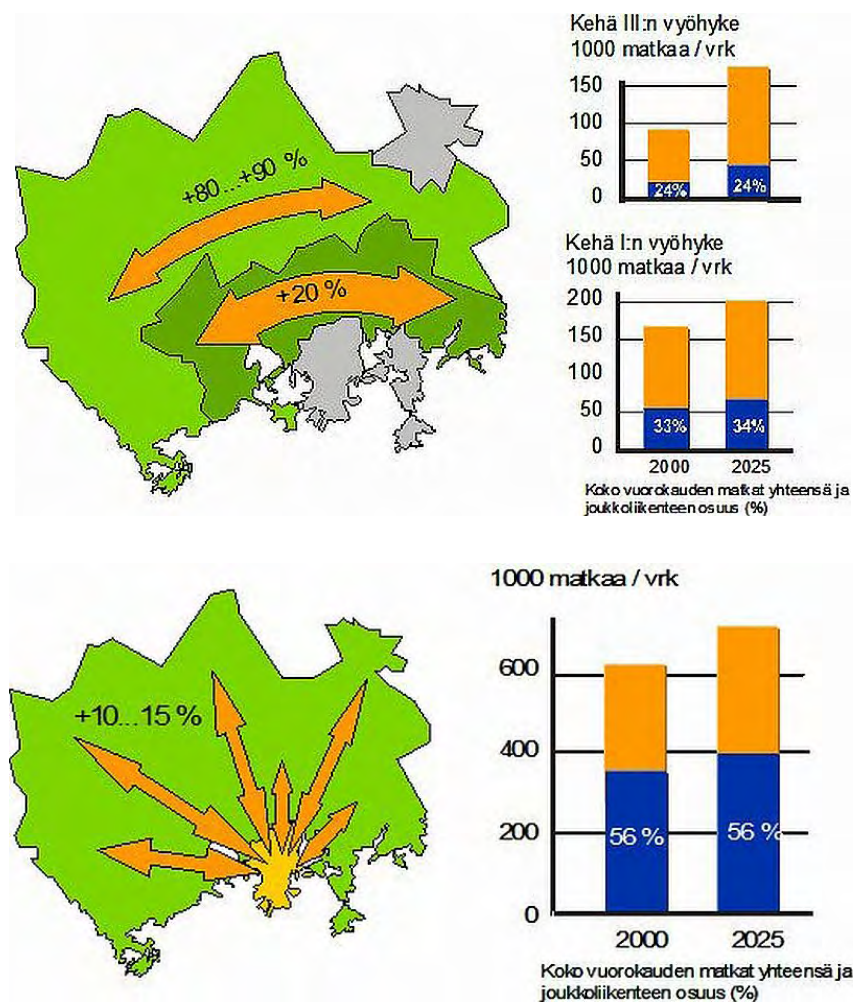 Kehä III:n vyöhyke
1000 matkaa / vrk
150
100
50
0
24%
24%
+80...+90 %
+20 %
Kehä I:n vyöhyke
1000 matkaa / vrk
200
150
100
50
0
33%
34%
2000
2025
Koko vuorokauden matkat yhteensä ja
joukkoliikenteen osuus (%)
+10...15 %
1000 matkaa / vrk
600
400
200
0
56 %
56 %
2000
2025
Koko vuorokauden matkat yhteensä ja
joukkoliikenteen osuus (%)